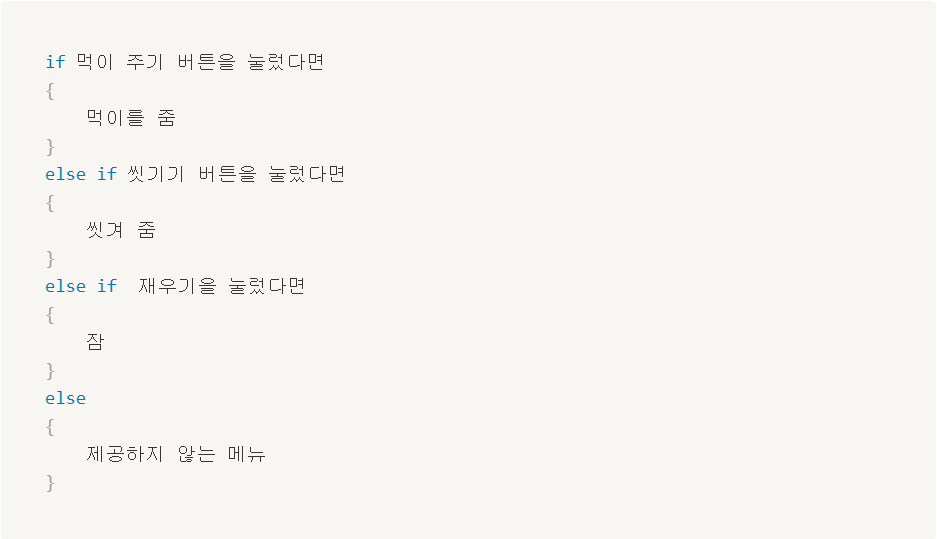 if 먹이 주기 버튼을 눌렀다면
{
먹이를 줌
}
else if 씻기기 버튼을 눌렀다면
{
씻겨 줌
}
else if 재우기을 눌렀다면
{
잠
}
else
{
제공하지 않는 메뉴
}